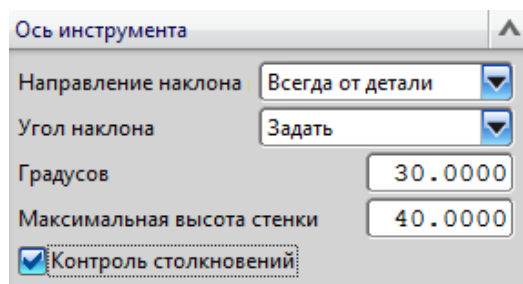 Ось инструмента
Направление наклона Всегда от детали
Угол наклона Задать
Градусов 30.0000
Максимальная высота стенки 40.0000
Контроль столкновений